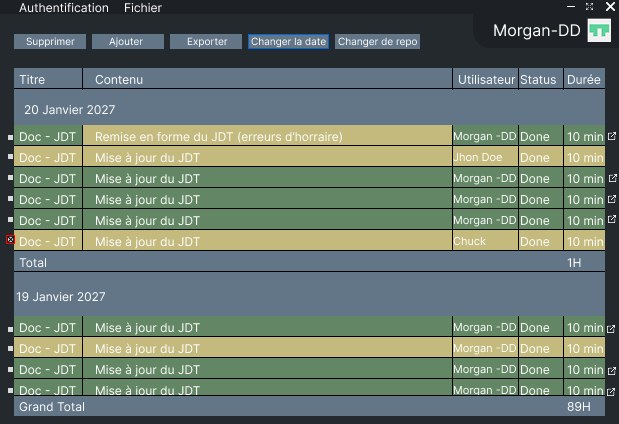 Authentification Fichier
Morgan-DD
Supprimer Ajouter Exporter Changer la date Changer de repo
Titre Contenu Utilisateur Status Durée
20 Janvier 2027
Doc - JDT Remise en forme du JDT (erreurs d'horraire) Morgan -DD Done 10 min
Doc - JDT Mise à jour du JDT Jhon Doe Done 10 min
Doc - JDT Mise à jour du JDT Morgan -DD Done 10 min
Doc - JDT Mise à jour du JDT Morgan -DD Done 10 min
Doc - JDT Mise à jour du JDT Morgan -DD Done 10 min
Doc - JDT Mise à jour du JDT Chuck Done 10 min
Total 1H
19 Janvier 2027
Doc - JDT Mise à jour du JDT Morgan -DD Done 10 min
Doc - JDT Mise à jour du JDT Morgan -DD Done 10 min
Doc - JDT Mise à jour du JDT Morgan -DD Done 10 min
Doc - JDT Mise à jour du JDT Morgan -DD Done 10 min
Grand Total 89H